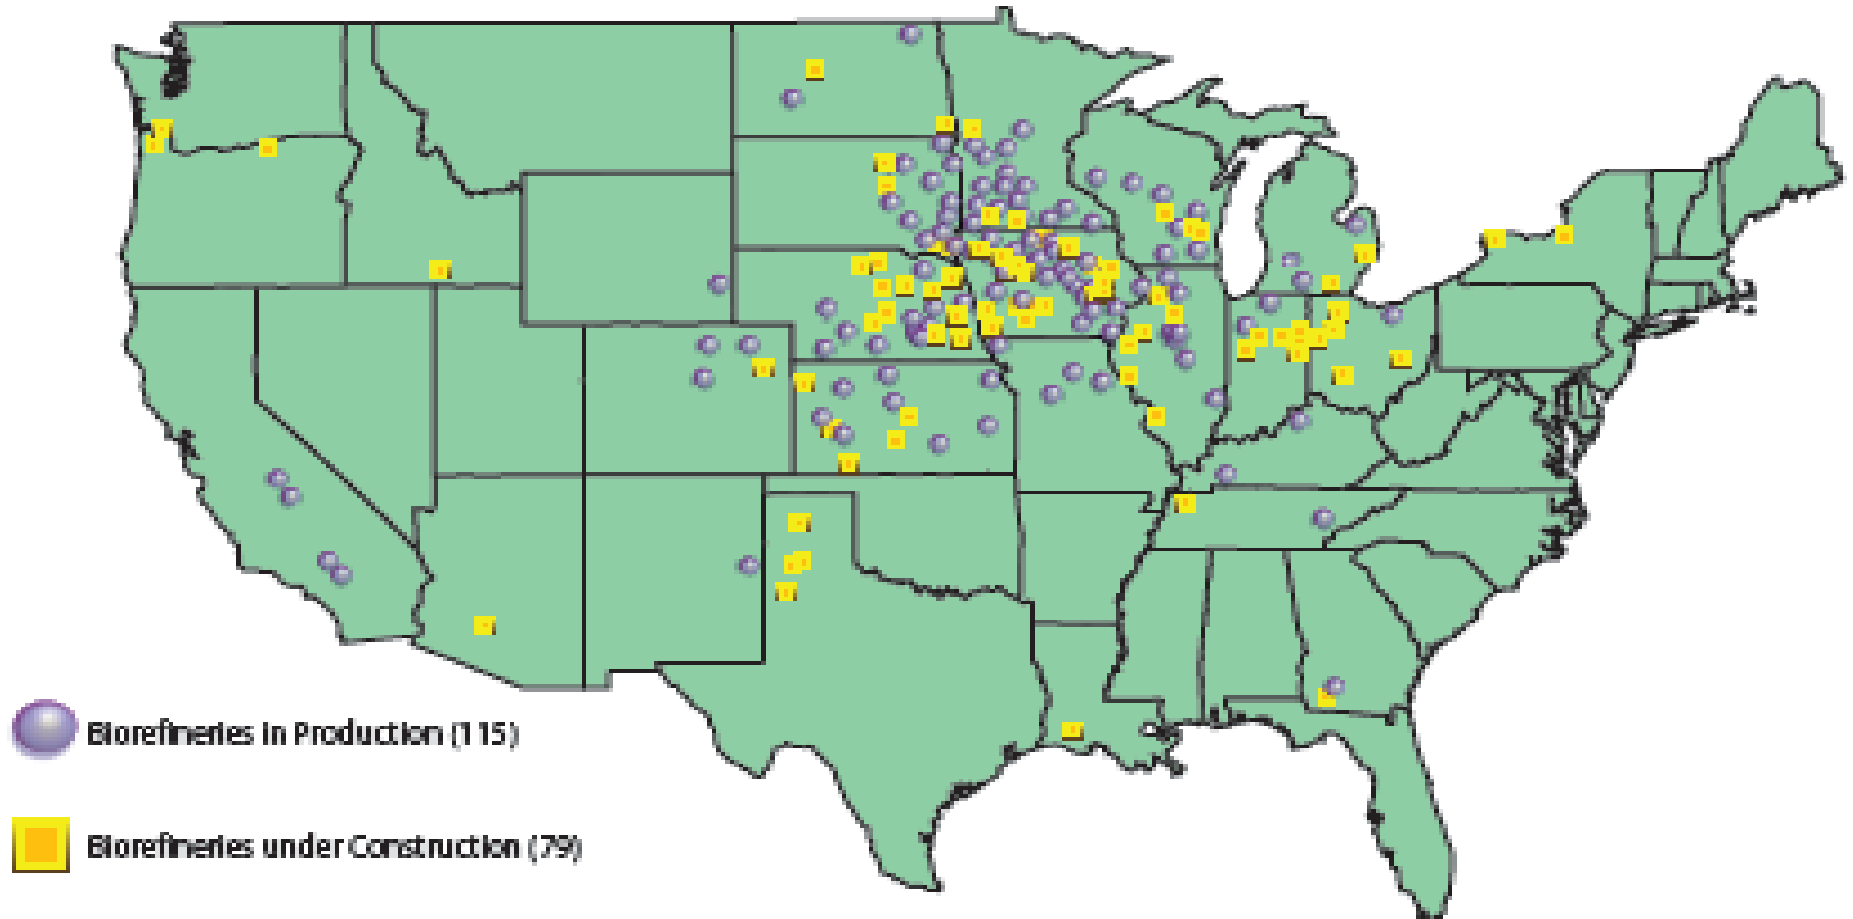 Biorefineries in Production (115)
Biorefineries under Construction (79)